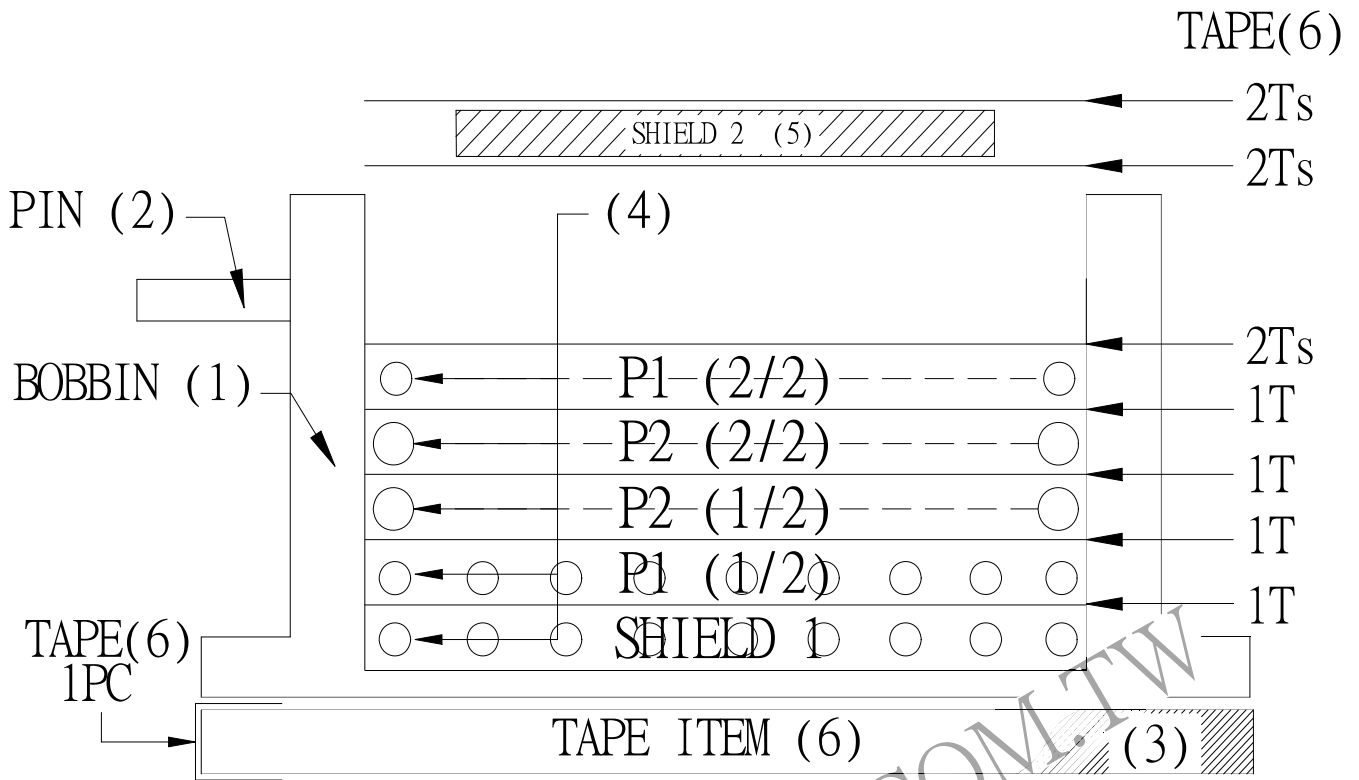 TAPE(6)
2Ts
SHIELD 2 (5)
2Ts
PIN (2)
(4)
2Ts
P1 (2/2)
BOBBIN (1)
1T
P2 (2/2)
1T
P2 (1/2)
1T
P1 (1/2)
1T
SHIELD 1
TAPE(6)
1PC
TAPE ITEM (6)
(3)
COM.TW